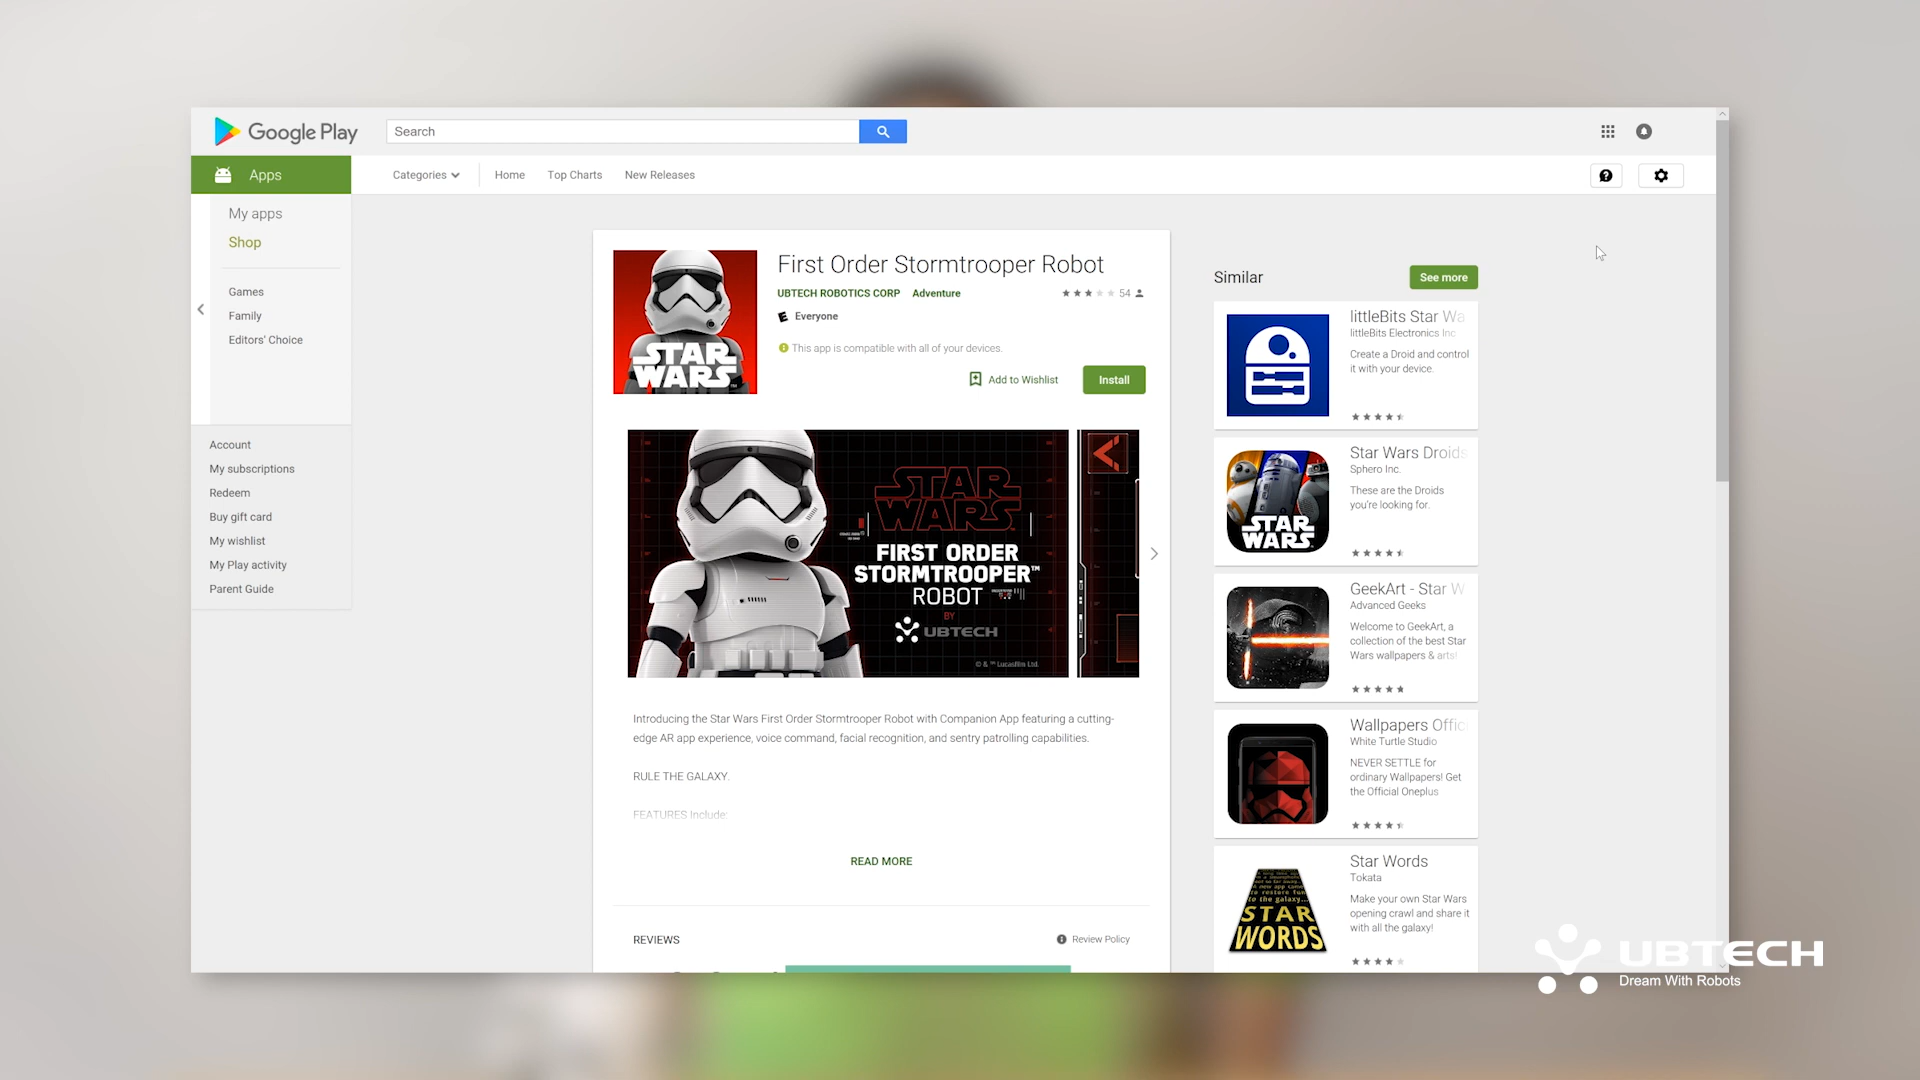 Google Play
Search
Apps
Categories
Home
Top Charts
New Releases
My apps
Shop
Games
Family
Editors' Choice
Account
My subscriptions
Redeem
Buy gift card
My wishlist
My Play activity
Parent Guide
STAR
WARS
First Order Stormtrooper Robot
UBTECH ROBOTICS CORP Adventure
54
Everyone
This app is compatible with all of your devices.
Add to Wishlist
Install
STAR
WARS
FIRST ORDER
STORMTROOPER™
ROBOT
BY
UBTECH
© & ™ Lucasfilm Ltd.
Introducing the Star Wars First Order Stormtrooper Robot with Companion App featuring a cutting-
edge AR app experience, voice command, facial recognition, and sentry patrolling capabilities.
RULE THE GALAXY.
FEATURES Include:
READ MORE
REVIEWS
Review Policy
Similar
See more
littleBits Star Wa
littleBits Electronics Inc
Create a Droid and control
it with your device.
STAR
WARS
Star Wars Droids
Sphero Inc.
These are the Droids
you're looking for.
GeekArt - Star W
Advanced Geeks
Welcome to GeekArt, a
collection of the best Star
Wars wallpapers & arts!
Wallpapers Offic
White Turtle Studio
NEVER SETTLE for
ordinary Wallpapers! Get
the Official Oneplus
STAR
WORDS
Star Words
Tokata
Make your own Star Wars
opening crawl and share it
with all the galaxy!
UBTECH
Dream With Robots